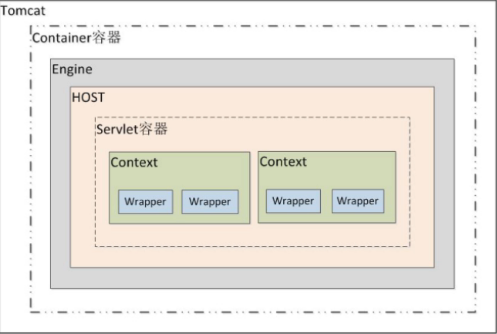 Tomcat
Container容器
Engine
HOST
Servlet容器
Context
Context
Wrapper
Wrapper
Wrapper
Wrapper